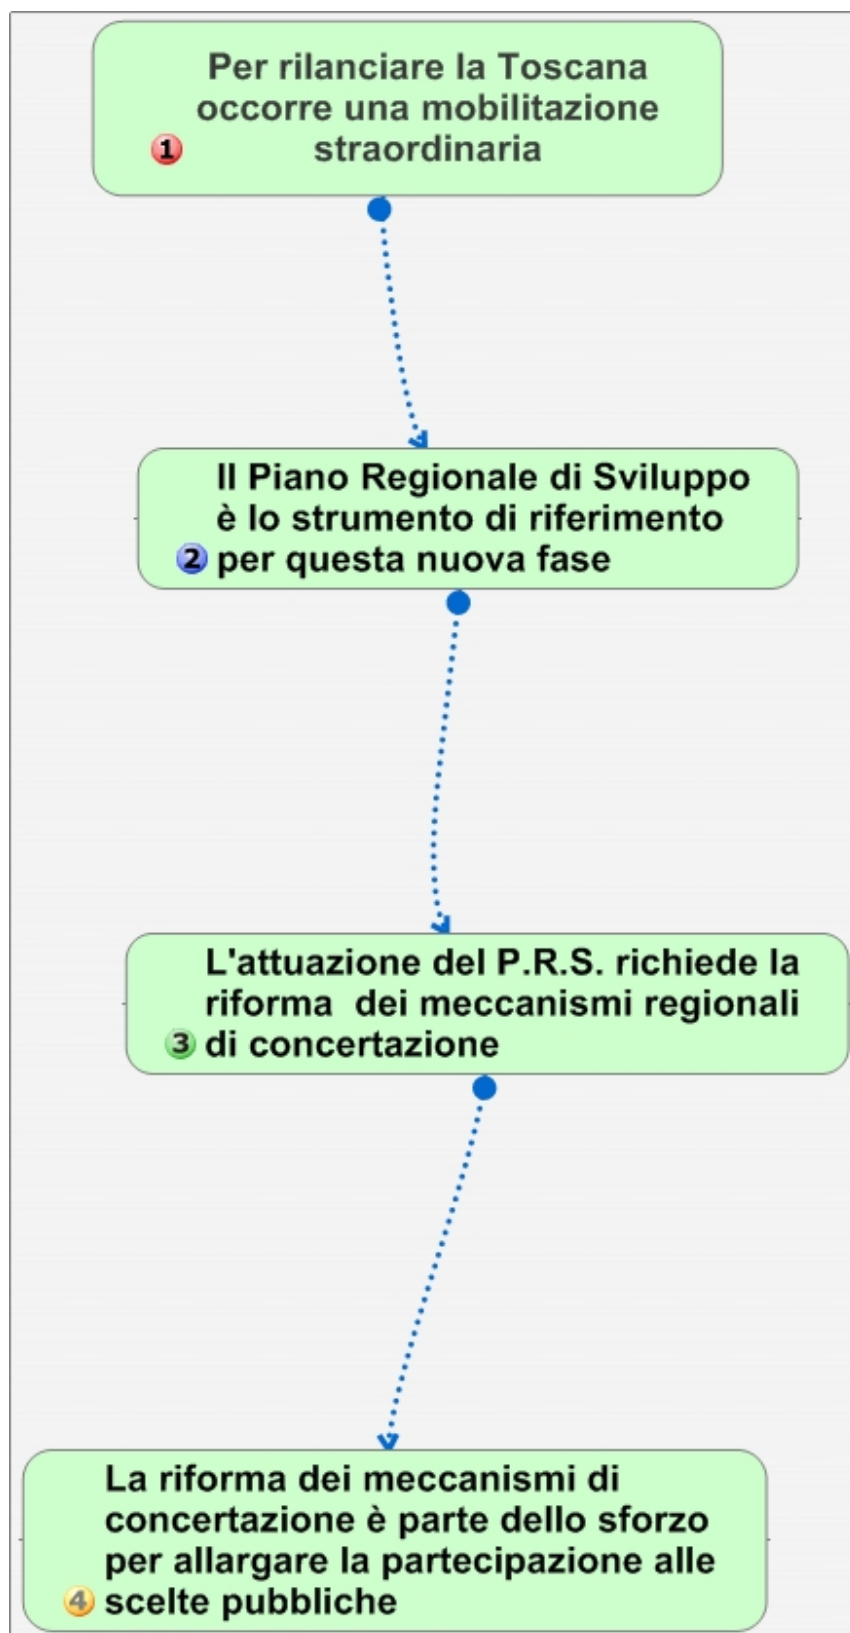 Per rilanciare la Toscana
occorre una mobilitazione
1 straordinaria
Il Piano Regionale di Sviluppo
è lo strumento di riferimento
2 per questa nuova fase
L'attuazione del P.R.S. richiede la
riforma  dei meccanismi regionali
3 di concertazione
La riforma dei meccanismi di
concertazione è parte dello sforzo
per allargare la partecipazione alle
4 scelte pubbliche